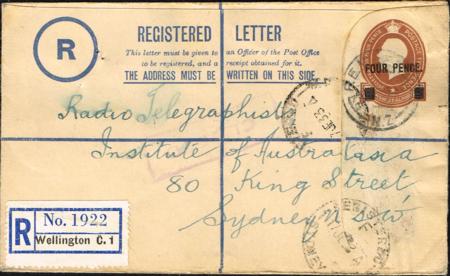 REGISTERED LETTER
R
This letter must be given to an Officer of the Post Office
to be registered, and a receipt obtained for it.
THE ADDRESS MUST BE WRITTEN ON THIS SIDE.
FOUR PENCE.
Radio Telegraphist
Institute of Australasia
80 King Street
Sydney NSW
R
No. 1922
Wellington C.1